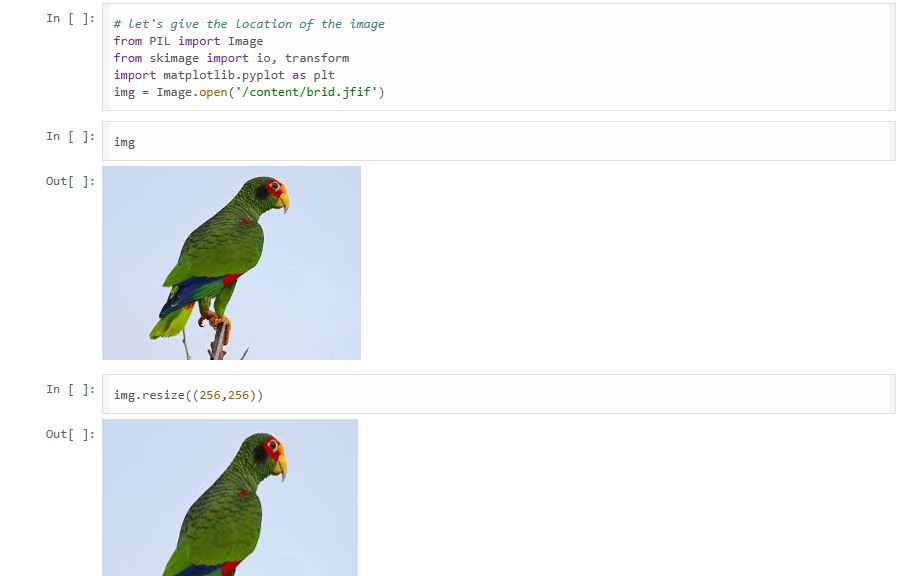 In [ ]:
# let's give the location of the image
from PIL import Image
from skimage import io, transform
import matplotlib.pyplot as plt
img = Image.open('/content/brid.jfif')
In [ ]:
img
Out[ ]:
In [ ]:
img.resize((256,256))
Out[ ]: